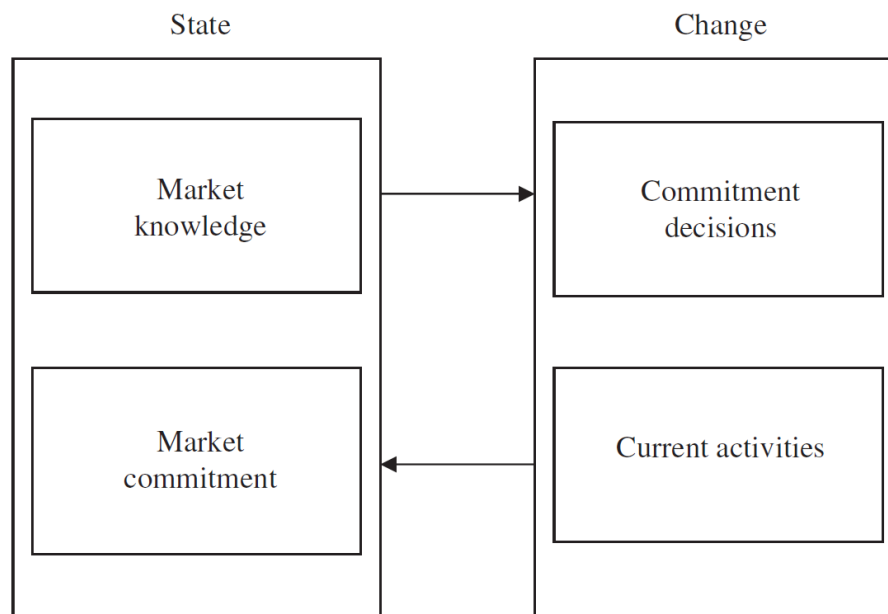 State
Change
Market
knowledge
Commitment
decisions
Market
commitment
Current activities